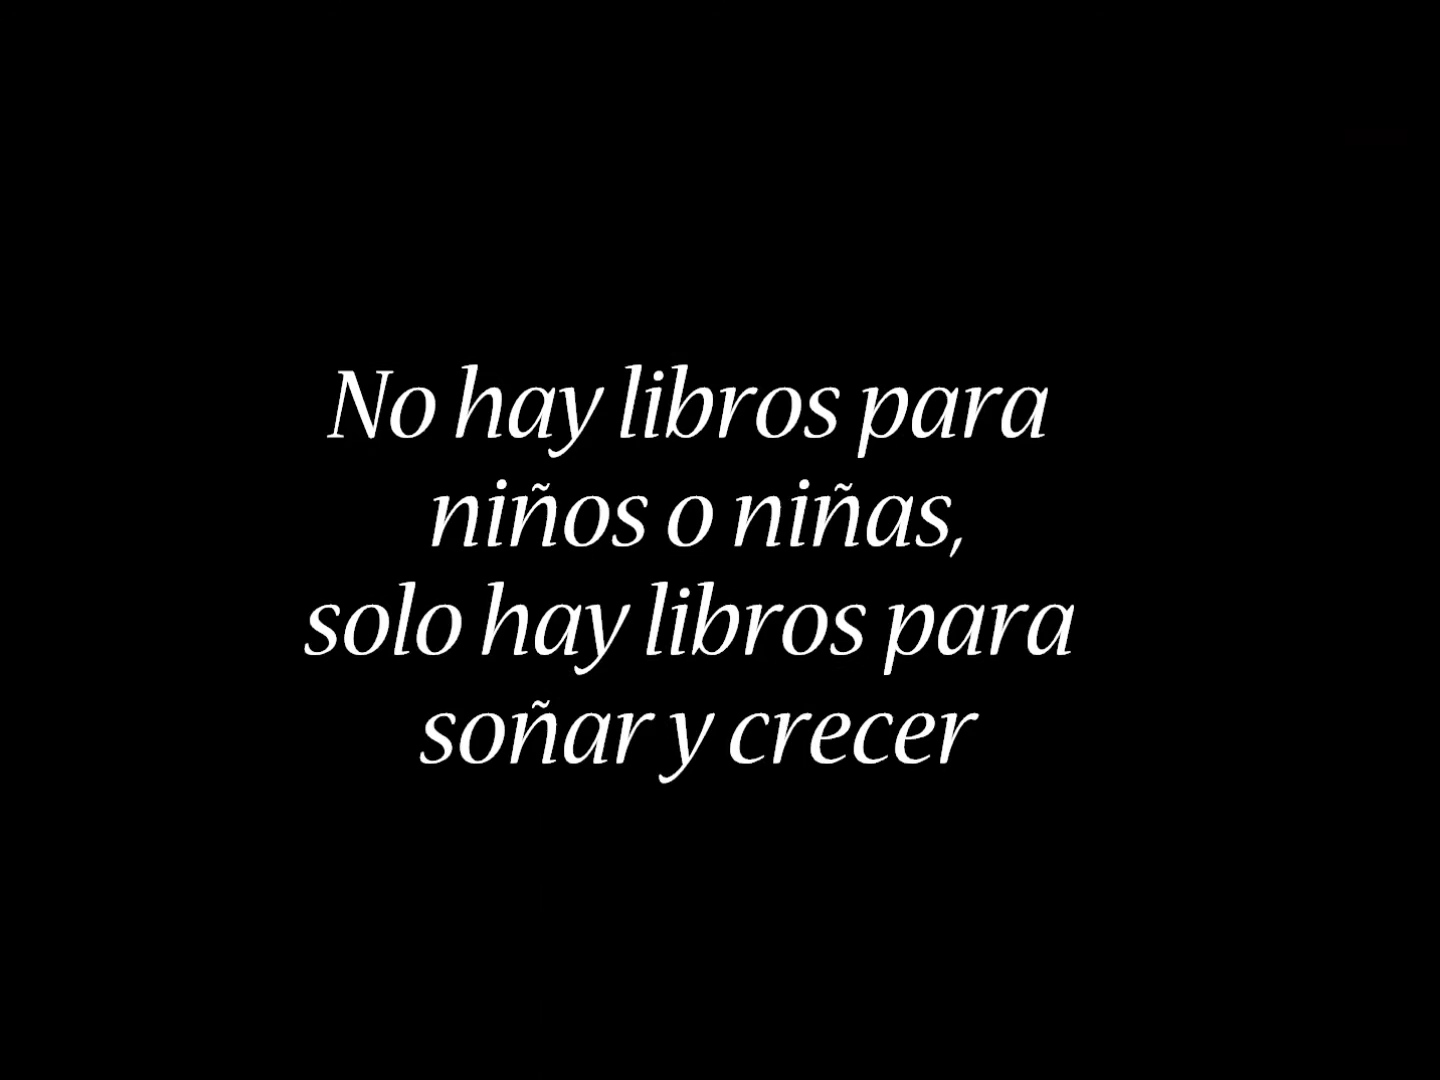 No hay libros para
niños o niñas,
solo hay libros para
soñar y crecer